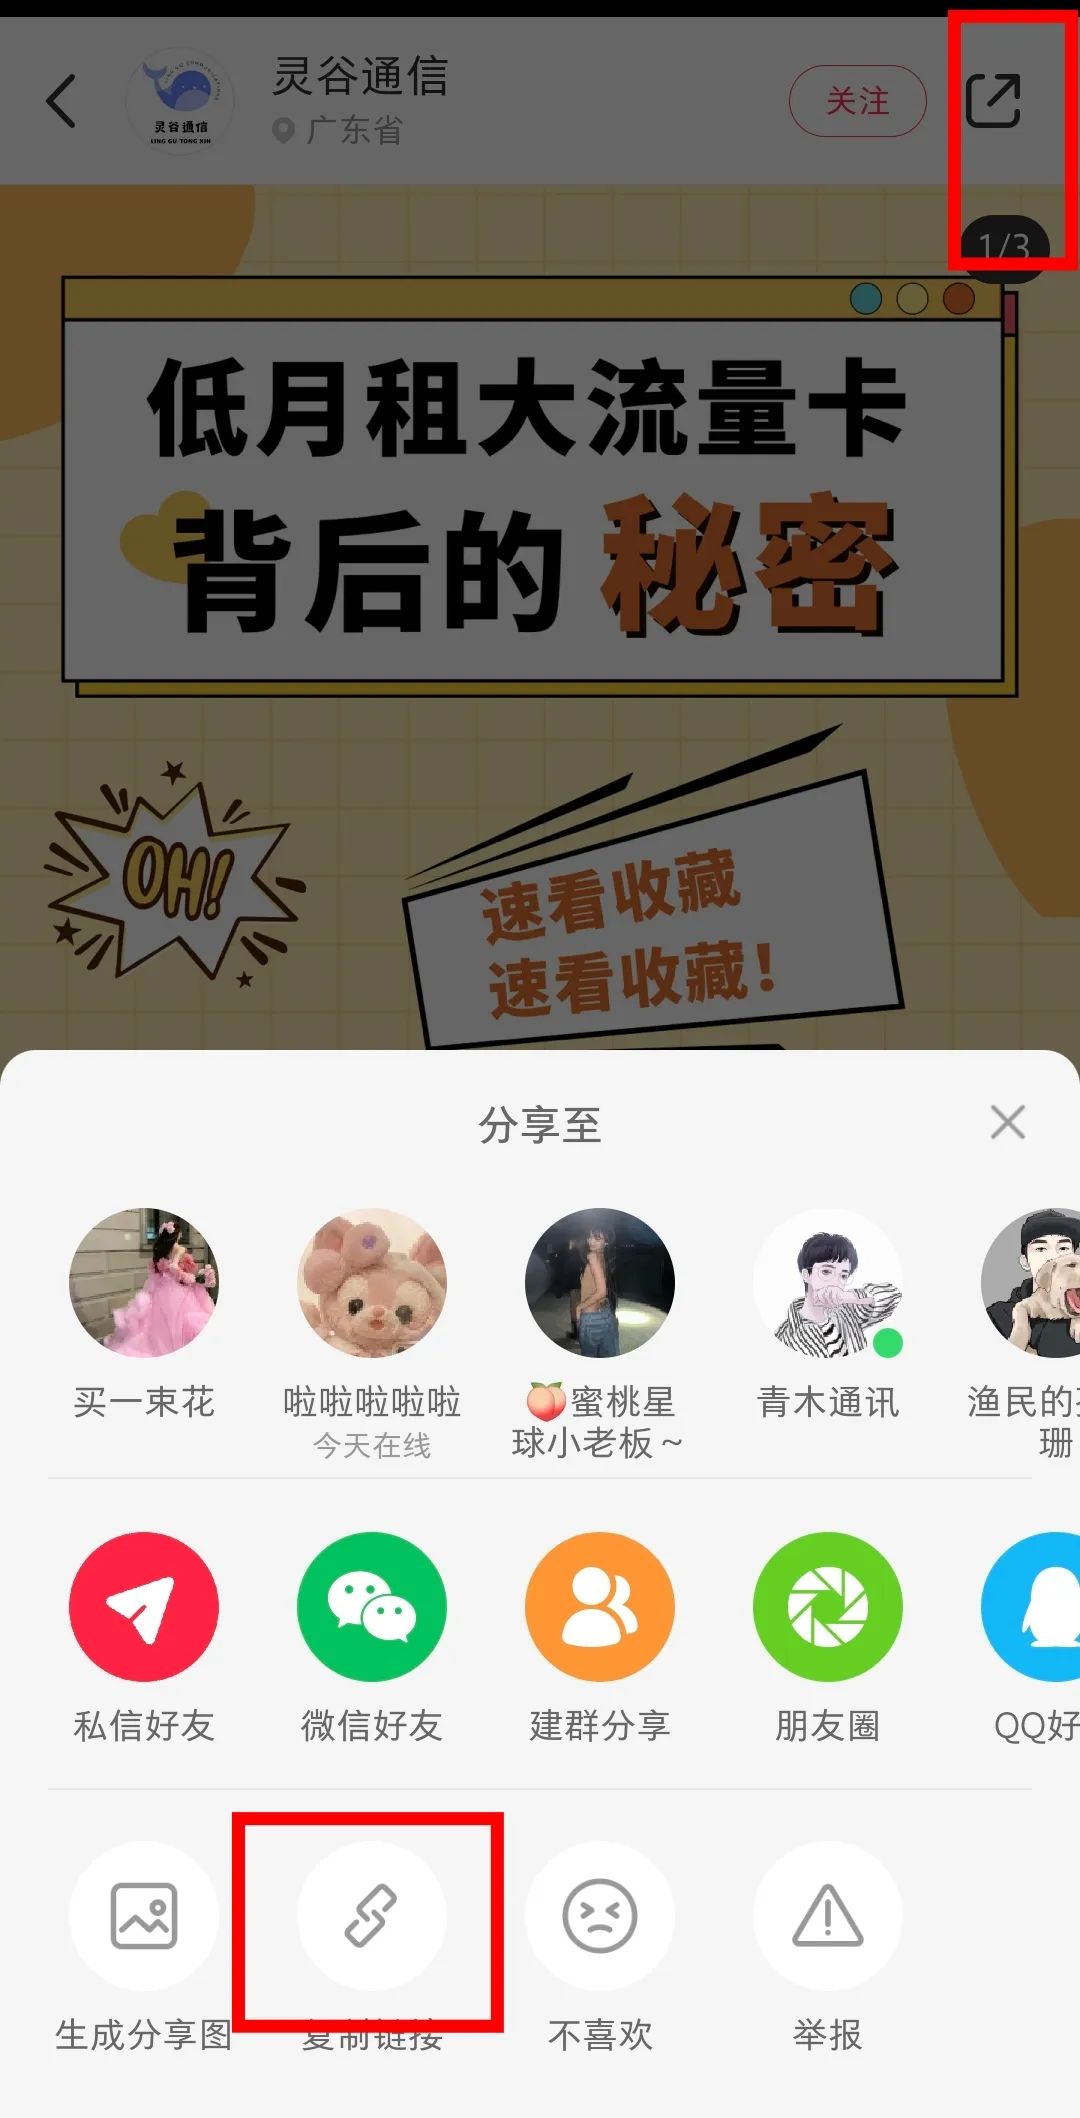 灵谷通信
广东省
关注
LING GU COMMUNICATIONS
灵谷通信
LING GU TONG XIN
1/3
低月租大流量卡
背后的秘密
OH!
速看收藏
速看收藏!
分享至
买一束花
啦啦啦啦啦
今天在线
🍑蜜桃星
球小老板～
青木通讯
渔民的
珊
私信好友
微信好友
建群分享
朋友圈
QQ好
生成分享图
复制链接
不喜欢
举报